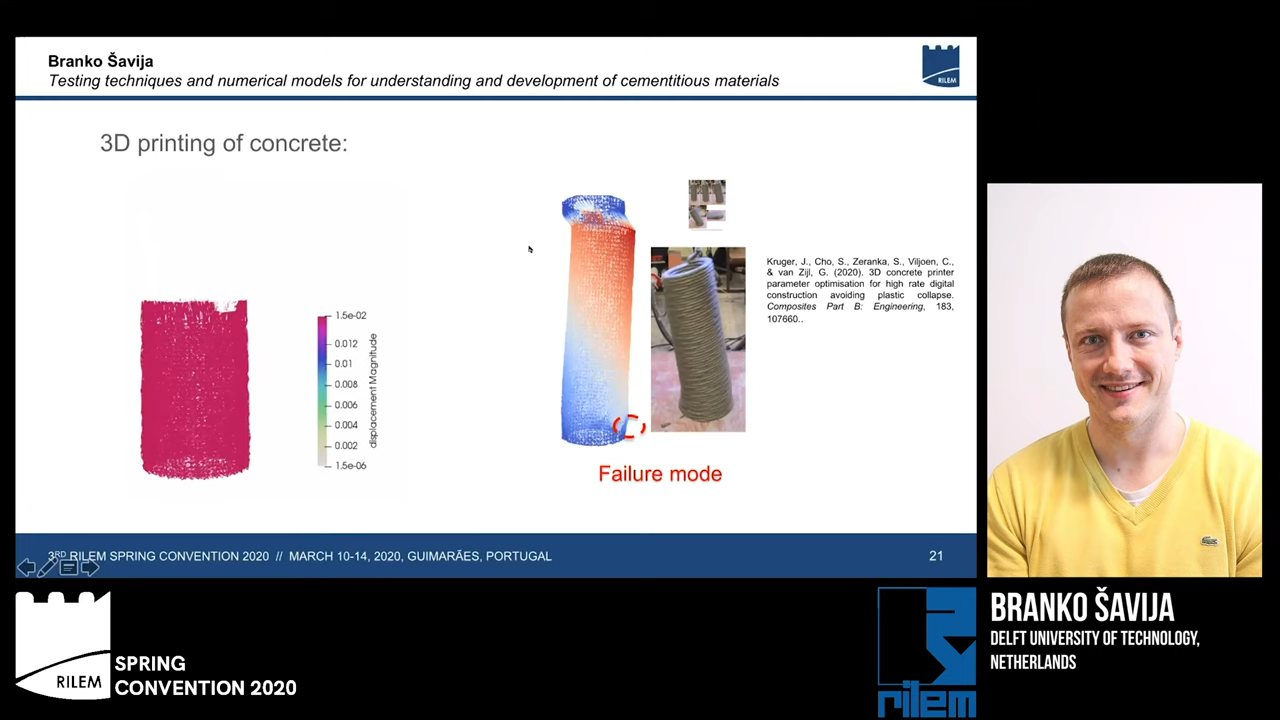 Branko Šavija
Testing techniques and numerical models for understanding and development of cementitious materials
RILEM
3D printing of concrete:
1.5e-02
0.012
0.01
0.008
0.006
0.004
0.002
1.5e-06
displacement Magnitude
Kruger, J., Cho, S., Zeranka, S., Viljoen, C.,
& van Zijl, G. (2020). 3D concrete printer
parameter optimisation for high rate digital
construction avoiding plastic collapse.
Composites Part B: Engineering, 183,
107660..
Failure mode
3RD RILEM SPRING CONVENTION 2020 // MARCH 10-14, 2020, GUIMARÃES, PORTUGAL
21
RILEM
SPRING
CONVENTION 2020
rilem
BRANKO ŠAVIJA
DELFT UNIVERSITY OF TECHNOLOGY,
NETHERLANDS